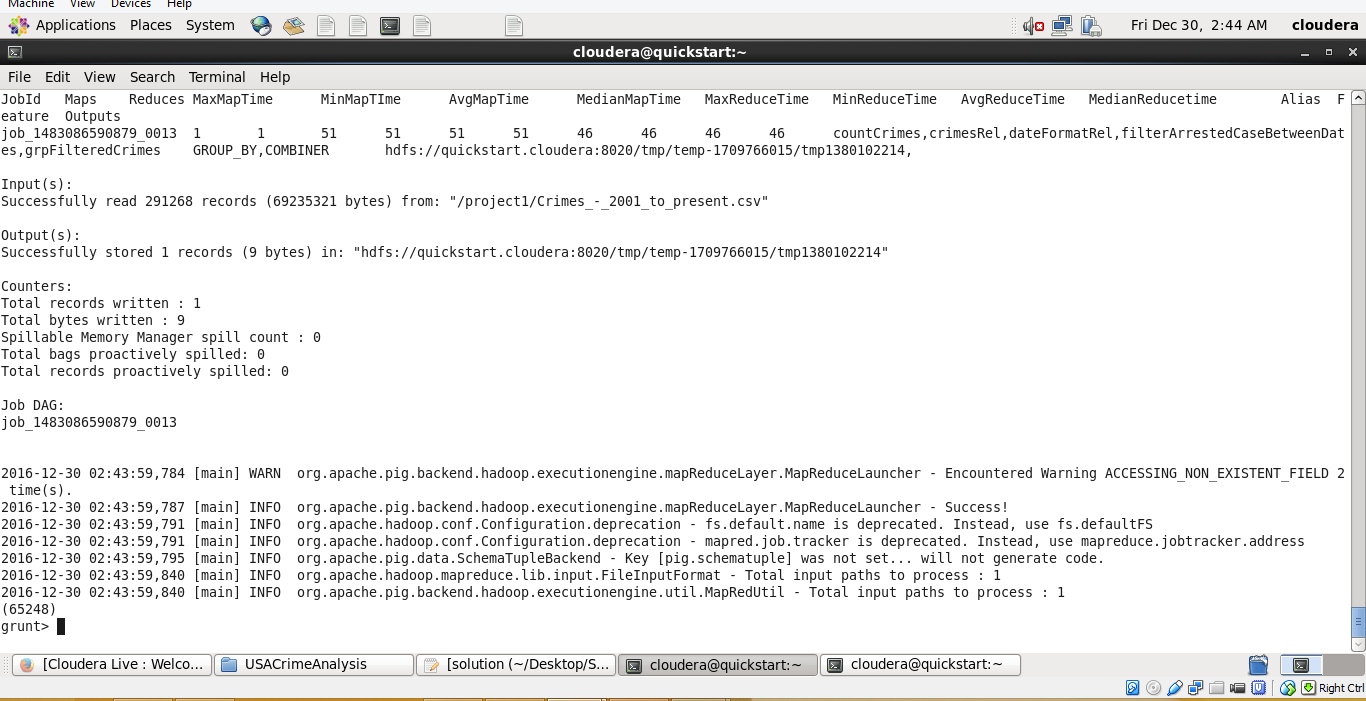 Machine View Devices Help
Applications Places System Fri Dec 30, 2:44 AM cloudera
cloudera@quickstart:~
File Edit View Search Terminal Help
JobId Maps Reduces MaxMapTime MinMapTIme AvgMapTime MedianMapTime MaxReduceTime MinReduceTime AvgReduceTime MedianReducetime Alias F
eature Outputs
job_1483086590879_0013 1 1 51 51 51 51 46 46 46 46 countCrimes,crimesRel,dateFormatRel,filterArrestedCaseBetweenDat
es,grpFilteredCrimes GROUP_BY,COMBINER hdfs://quickstart.cloudera:8020/tmp/temp-1709766015/tmp1380102214,
Input(s):
Successfully read 291268 records (69235321 bytes) from: "/project1/Crimes_-_2001_to_present.csv"
Output(s):
Successfully stored 1 records (9 bytes) in: "hdfs://quickstart.cloudera:8020/tmp/temp-1709766015/tmp1380102214"
Counters:
Total records written : 1
Total bytes written : 9
Spillable Memory Manager spill count : 0
Total bags proactively spilled: 0
Total records proactively spilled: 0
Job DAG:
job_1483086590879_0013
2016-12-30 02:43:59,784 [main] WARN org.apache.pig.backend.hadoop.executionengine.mapReduceLayer.MapReduceLauncher - Encountered Warning ACCESSING_NON_EXISTENT_FIELD 2
time(s).
2016-12-30 02:43:59,787 [main] INFO org.apache.pig.backend.hadoop.executionengine.mapReduceLayer.MapReduceLauncher - Success!
2016-12-30 02:43:59,791 [main] INFO org.apache.hadoop.conf.Configuration.deprecation - fs.default.name is deprecated. Instead, use fs.defaultFS
2016-12-30 02:43:59,791 [main] INFO org.apache.hadoop.conf.Configuration.deprecation - mapred.job.tracker is deprecated. Instead, use mapreduce.jobtracker.address
2016-12-30 02:43:59,795 [main] INFO org.apache.pig.data.SchemaTupleBackend - Key [pig.schematuple] was not set... will not generate code.
2016-12-30 02:43:59,840 [main] INFO org.apache.hadoop.mapreduce.lib.input.FileInputFormat - Total input paths to process : 1
2016-12-30 02:43:59,840 [main] INFO org.apache.pig.backend.hadoop.executionengine.util.MapRedUtil - Total input paths to process : 1
(65248)
grunt>
[Cloudera Live : Welco... USACrimeAnalysis [solution (~/Desktop/S... cloudera@quickstart:~ cloudera@quickstart:~
Right Ctrl